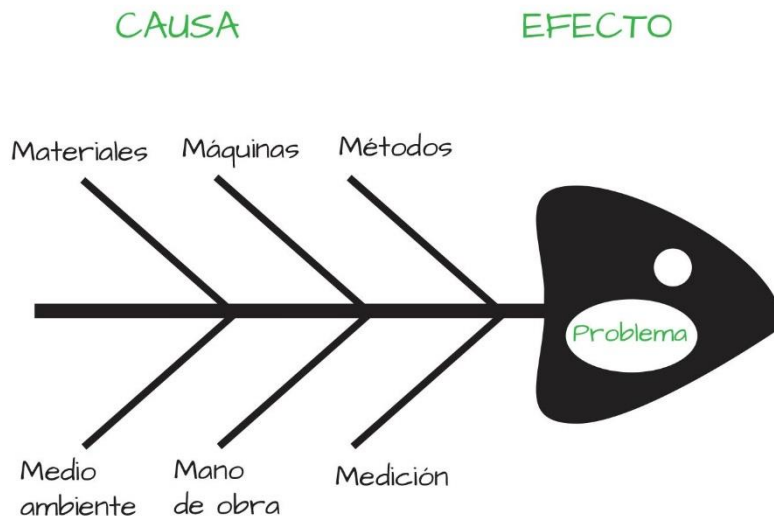 CAUSA
EFECTO
Materiales
Máquinas
Métodos
Problema
Medio
ambiente
Mano
de obra
Medición